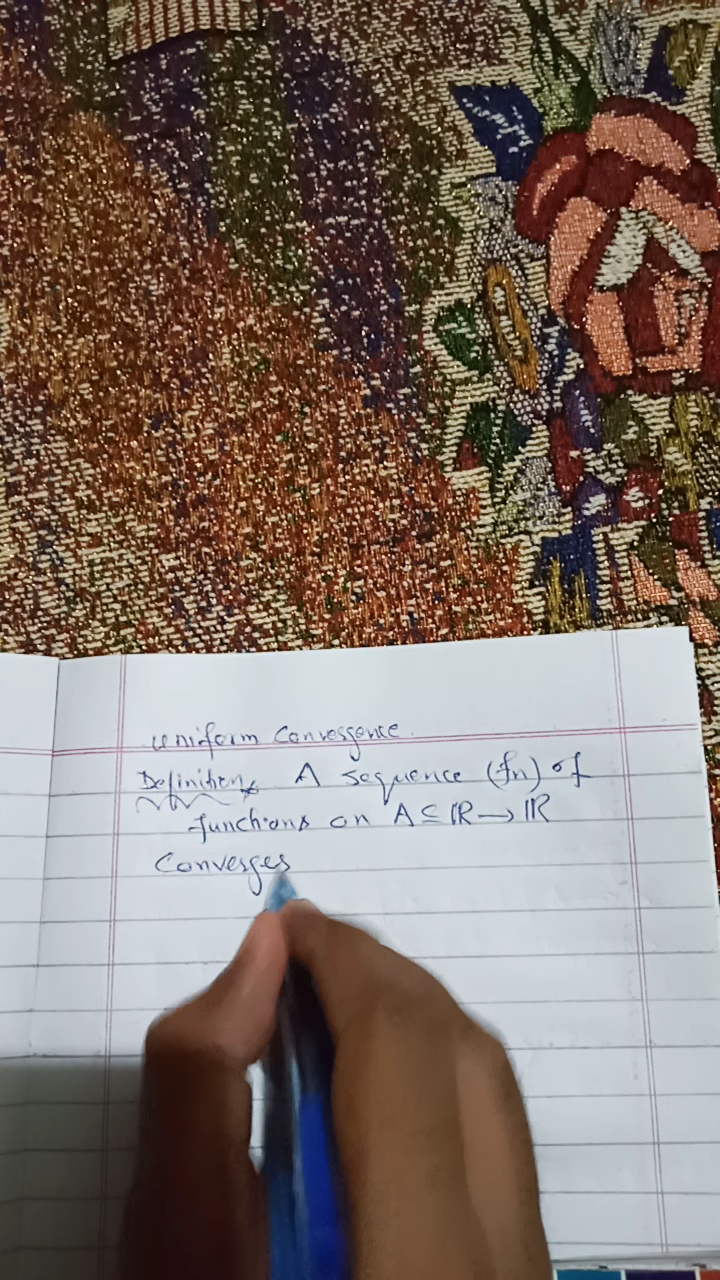 Uniform Convergence.
Definition: A sequence (fn) of
functions on A ⊆ ℝ → ℝ
Converges